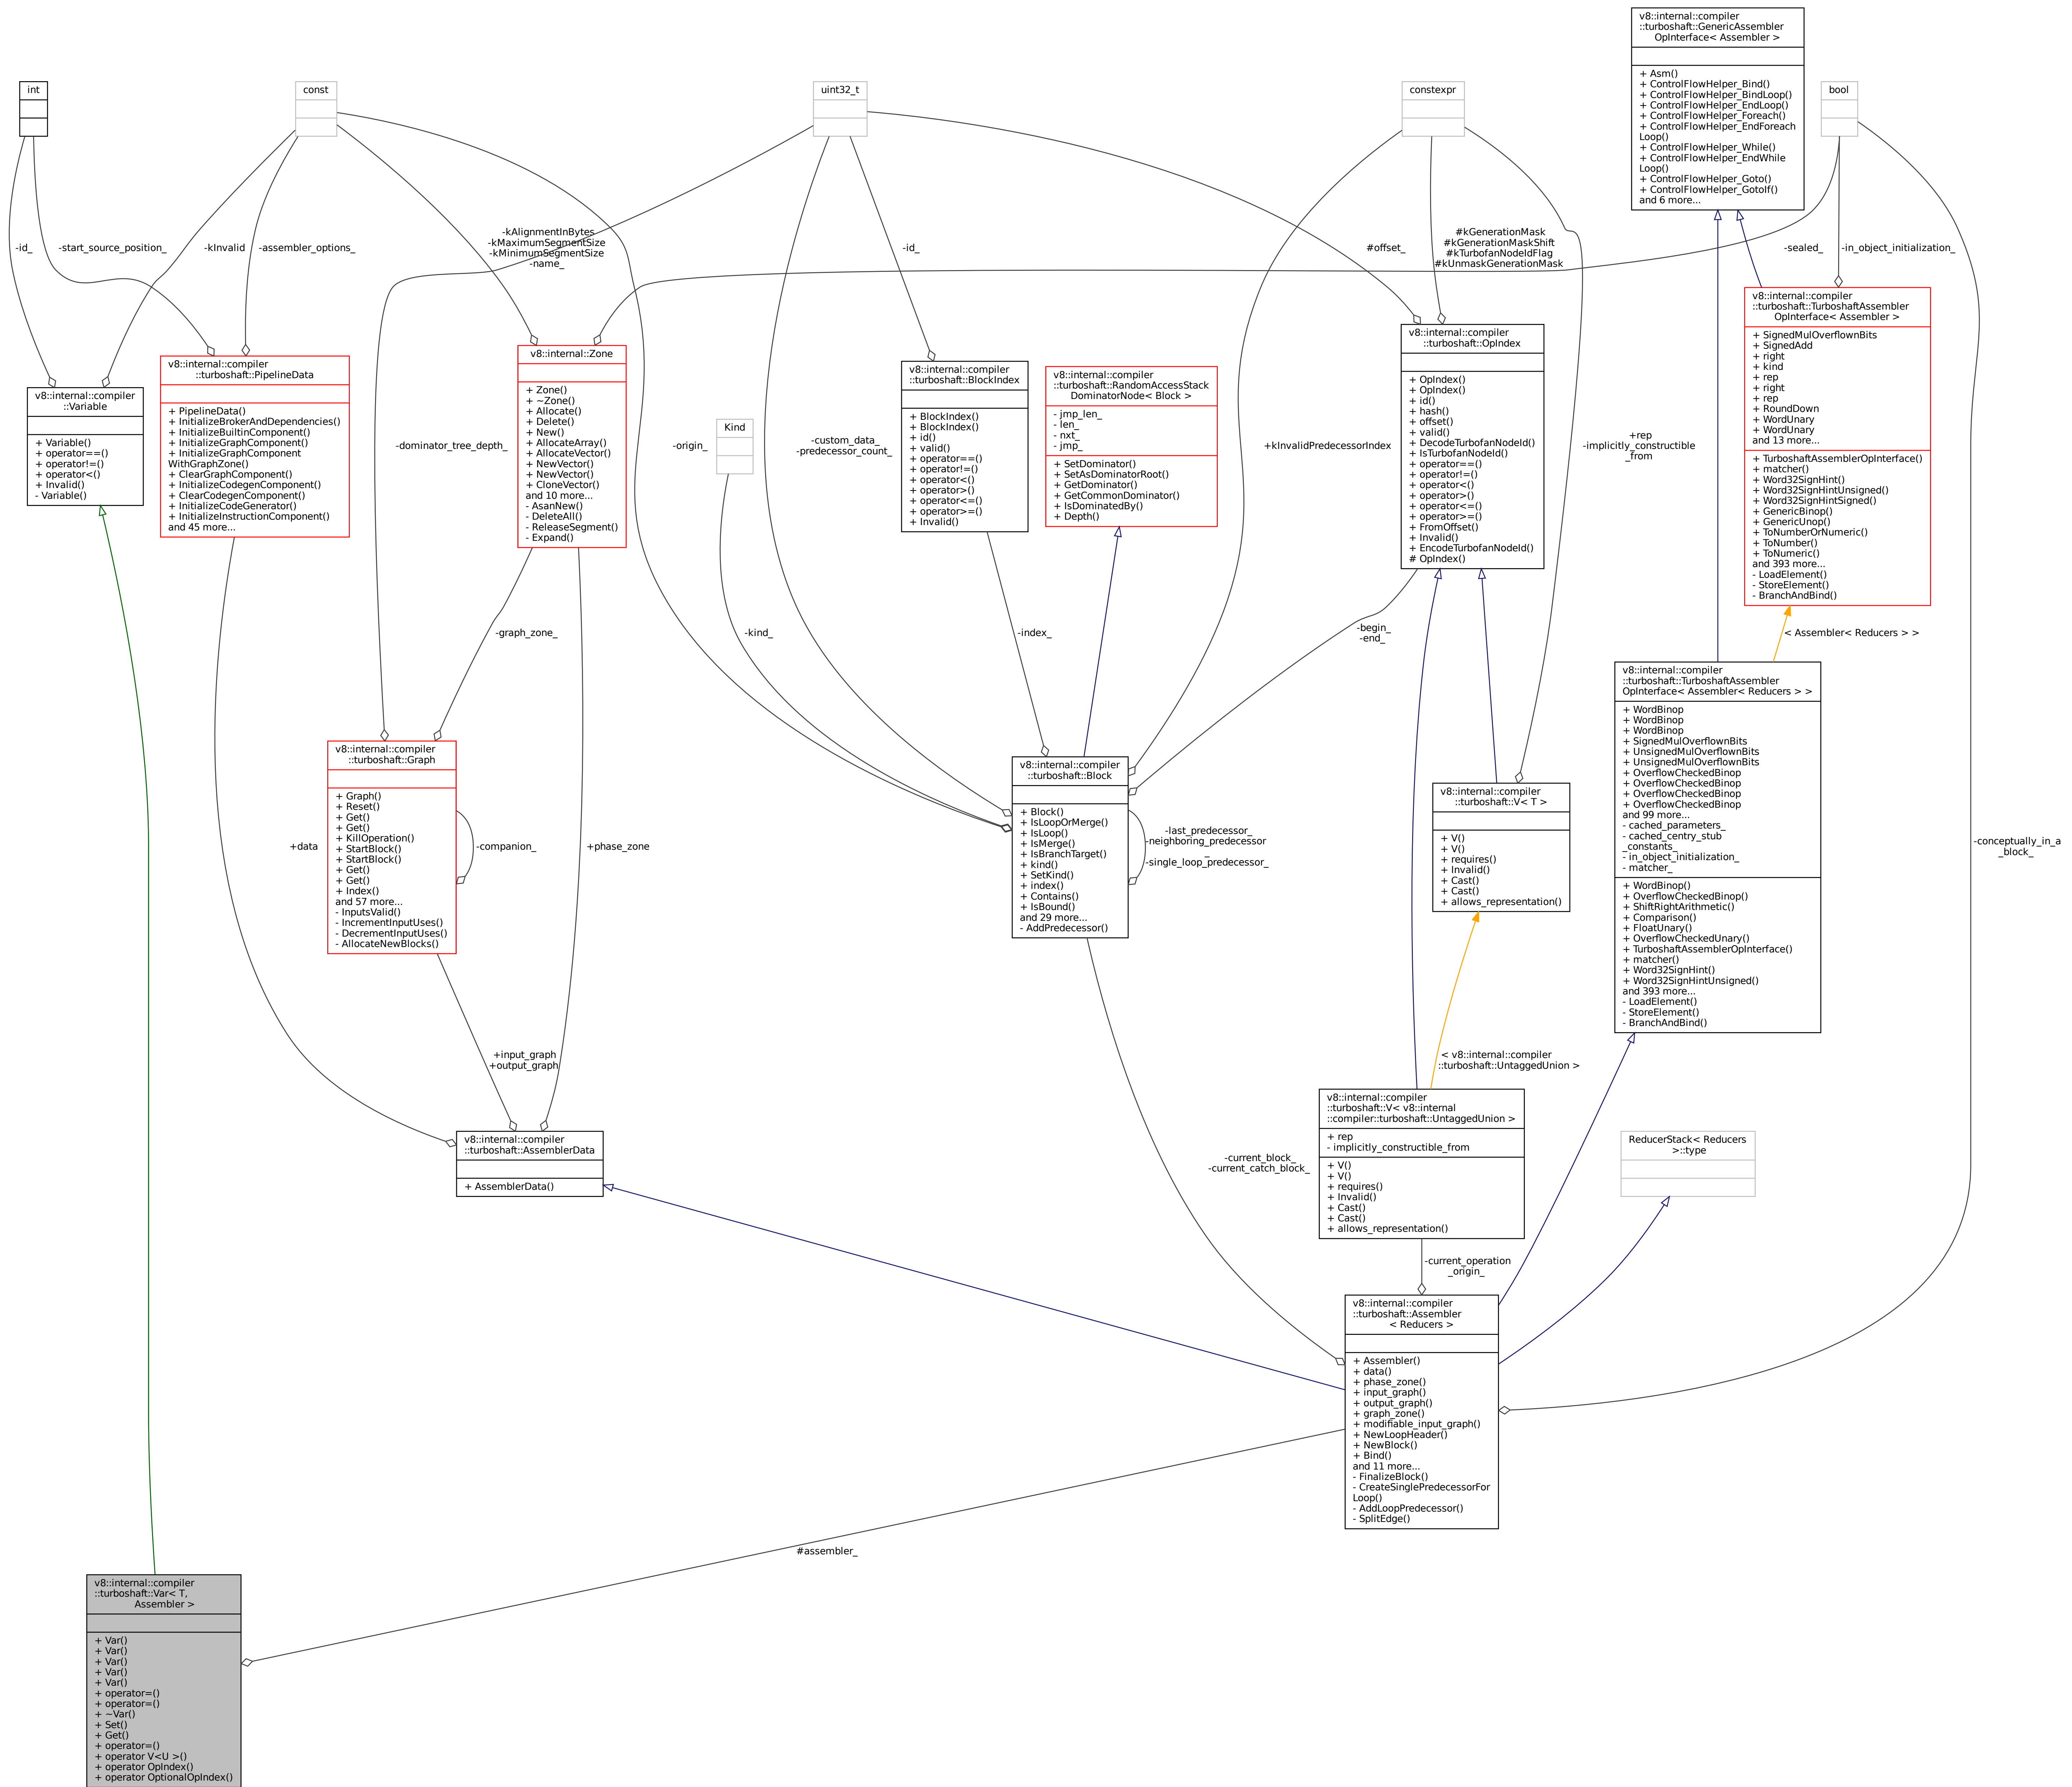 v8::internal::compiler
::turboshaft::GenericAssembler
OpInterface< Assembler >
+ Asm()
+ ControlFlowHelper_Bind()
+ ControlFlowHelper_BindLoop()
+ ControlFlowHelper_EndLoop()
+ ControlFlowHelper_Foreach()
+ ControlFlowHelper_EndForeach
Loop()
+ ControlFlowHelper_While()
+ ControlFlowHelper_EndWhile
Loop()
+ ControlFlowHelper_Goto()
+ ControlFlowHelper_GotoIf()
and 6 more...
int
const
uint32_t
constexpr
bool
-id_
-start_source_position_
-kInvalid
-assembler_options_
-kAlignmentInBytes
-kMaximumSegmentSize
-kMinimumSegmentSize
-name_
-id_
#offset_
#kGenerationMask
#kGenerationMaskShift
#kTurbofanNodeIdFlag
#kUnmaskGenerationMask
-sealed_
-in_object_initialization_
v8::internal::compiler
::Variable
+ Variable()
+ operator==()
+ operator!=()
+ operator<()
+ Invalid()
- Variable()
v8::internal::compiler
::turboshaft::PipelineData
+ PipelineData()
+ InitializeBrokerAndDependencies()
+ InitializeBuiltinComponent()
+ InitializeGraphComponent()
+ InitializeGraphComponent
WithGraphZone()
+ ClearGraphComponent()
+ InitializeCodegenComponent()
+ ClearCodegenComponent()
+ InitializeCodeGenerator()
+ InitializeInstructionComponent()
and 45 more...
-dominator_tree_depth_
v8::internal::Zone
+ Zone()
+ ~Zone()
+ Allocate()
+ Delete()
+ New()
+ AllocateArray()
+ AllocateVector()
+ NewVector()
+ NewVector()
+ CloneVector()
and 10 more...
- AsanNew()
- DeleteAll()
- ReleaseSegment()
- Expand()
-origin_
Kind
-custom_data_
-predecessor_count_
v8::internal::compiler
::turboshaft::BlockIndex
+ BlockIndex()
+ BlockIndex()
+ id()
+ valid()
+ operator==()
+ operator!=()
+ operator<()
+ operator>()
+ operator<=()
+ operator>=()
+ Invalid()
v8::internal::compiler
::turboshaft::RandomAccessStack
DominatorNode< Block >
- jmp_len_
- len_
- nxt_
- jmp_
+ SetDominator()
+ SetAsDominatorRoot()
+ GetDominator()
+ GetCommonDominator()
+ IsDominatedBy()
+ Depth()
+kInvalidPredecessorIndex
v8::internal::compiler
::turboshaft::OpIndex
+ OpIndex()
+ OpIndex()
+ id()
+ hash()
+ offset()
+ valid()
+ DecodeTurbofanNodeId()
+ IsTurbofanNodeId()
+ operator==()
+ operator!=()
+ operator<()
+ operator>()
+ operator<=()
+ operator>=()
+ FromOffset()
+ Invalid()
+ EncodeTurbofanNodeId()
# OpIndex()
+rep
-implicitly_constructible
_from
v8::internal::compiler
::turboshaft::TurboshaftAssembler
OpInterface< Assembler >
+ SignedMulOverflownBits
+ SignedAdd
+ right
+ kind
+ rep
+ right
+ rep
+ RoundDown
+ WordUnary
+ WordUnary
and 13 more...
+ TurboshaftAssemblerOpInterface()
+ matcher()
+ Word32SignHint()
+ Word32SignHintUnsigned()
+ Word32SignHintSigned()
+ GenericBinop()
+ GenericUnop()
+ ToNumberOrNumeric()
+ ToNumber()
+ ToNumeric()
and 393 more...
- LoadElement()
- StoreElement()
- BranchAndBind()
-graph_zone_
-kind_
-index_
-begin_
-end_
< Assembler< Reducers > >
v8::internal::compiler
::turboshaft::TurboshaftAssembler
OpInterface< Assembler< Reducers > >
+ WordBinop
+ WordBinop
+ WordBinop
+ SignedMulOverflownBits
+ UnsignedMulOverflownBits
+ UnsignedMulOverflownBits
+ OverflowCheckedBinop
+ OverflowCheckedBinop
+ OverflowCheckedBinop
+ OverflowCheckedBinop
and 99 more...
- cached_parameters_
- cached_centry_stub
_constants_
- in_object_initialization_
- matcher_
+ WordBinop()
+ OverflowCheckedBinop()
+ ShiftRightArithmetic()
+ Comparison()
+ FloatUnary()
+ OverflowCheckedUnary()
+ TurboshaftAssemblerOpInterface()
+ matcher()
+ Word32SignHint()
+ Word32SignHintUnsigned()
and 393 more...
- LoadElement()
- StoreElement()
- BranchAndBind()
v8::internal::compiler
::turboshaft::Graph
+ Graph()
+ Reset()
+ Get()
+ Get()
+ KillOperation()
+ StartBlock()
+ StartBlock()
+ Get()
+ Get()
+ Index()
and 57 more...
- InputsValid()
- IncrementInputUses()
- DecrementInputUses()
- AllocateNewBlocks()
+data
-companion_
+phase_zone
v8::internal::compiler
::turboshaft::Block
+ Block()
+ IsLoopOrMerge()
+ IsLoop()
+ IsMerge()
+ IsBranchTarget()
+ kind()
+ SetKind()
+ index()
+ Contains()
+ IsBound()
and 29 more...
- AddPredecessor()
-last_predecessor_
-neighboring_predecessor
_
-single_loop_predecessor_
v8::internal::compiler
::turboshaft::V< T >
+ V()
+ V()
+ requires()
+ Invalid()
+ Cast()
+ Cast()
+ allows_representation()
-conceptually_in_a
_block_
+input_graph
+output_graph
< v8::internal::compiler
::turboshaft::UntaggedUnion >
v8::internal::compiler
::turboshaft::AssemblerData
+ AssemblerData()
-current_block_
-current_catch_block_
v8::internal::compiler
::turboshaft::V< v8::internal
::compiler::turboshaft::UntaggedUnion >
+ rep
- implicitly_constructible_from
+ V()
+ V()
+ requires()
+ Invalid()
+ Cast()
+ Cast()
+ allows_representation()
ReducerStack< Reducers
>::type
-current_operation
_origin_
v8::internal::compiler
::turboshaft::Assembler
< Reducers >
+ Assembler()
+ data()
+ phase_zone()
+ input_graph()
+ output_graph()
+ graph_zone()
+ modifiable_input_graph()
+ NewLoopHeader()
+ NewBlock()
+ Bind()
and 11 more...
- FinalizeBlock()
- CreateSinglePredecessorFor
Loop()
- AddLoopPredecessor()
- SplitEdge()
#assembler_
v8::internal::compiler
::turboshaft::Var< T,
Assembler >
+ Var()
+ Var()
+ Var()
+ Var()
+ Var()
+ operator=()
+ operator=()
+ ~Var()
+ Set()
+ Get()
+ operator=()
+ operator V<U >()
+ operator OpIndex()
+ operator OptionalOpIndex()